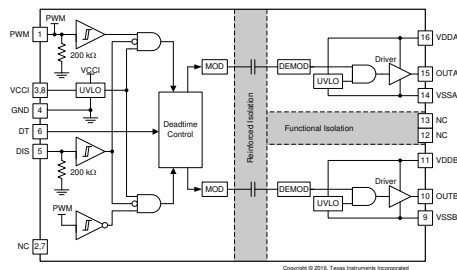 PWM
PWM 1
16 VDDA
200 kΩ
MOD
DEMOD
Driver
UVLO
15 OUTA
VCCI
VCCI 3,8
UVLO
14 VSSA
GND 4
DT 6
Deadtime
Control
Reinforced Isolation
Functional Isolation
13 NC
12 NC
DIS 5
200 kΩ
11 VDDB
MOD
DEMOD
Driver
UVLO
10 OUTB
PWM
9 VSSB
NC 2,7
Copyright © 2016, Texas Instruments Incorporated